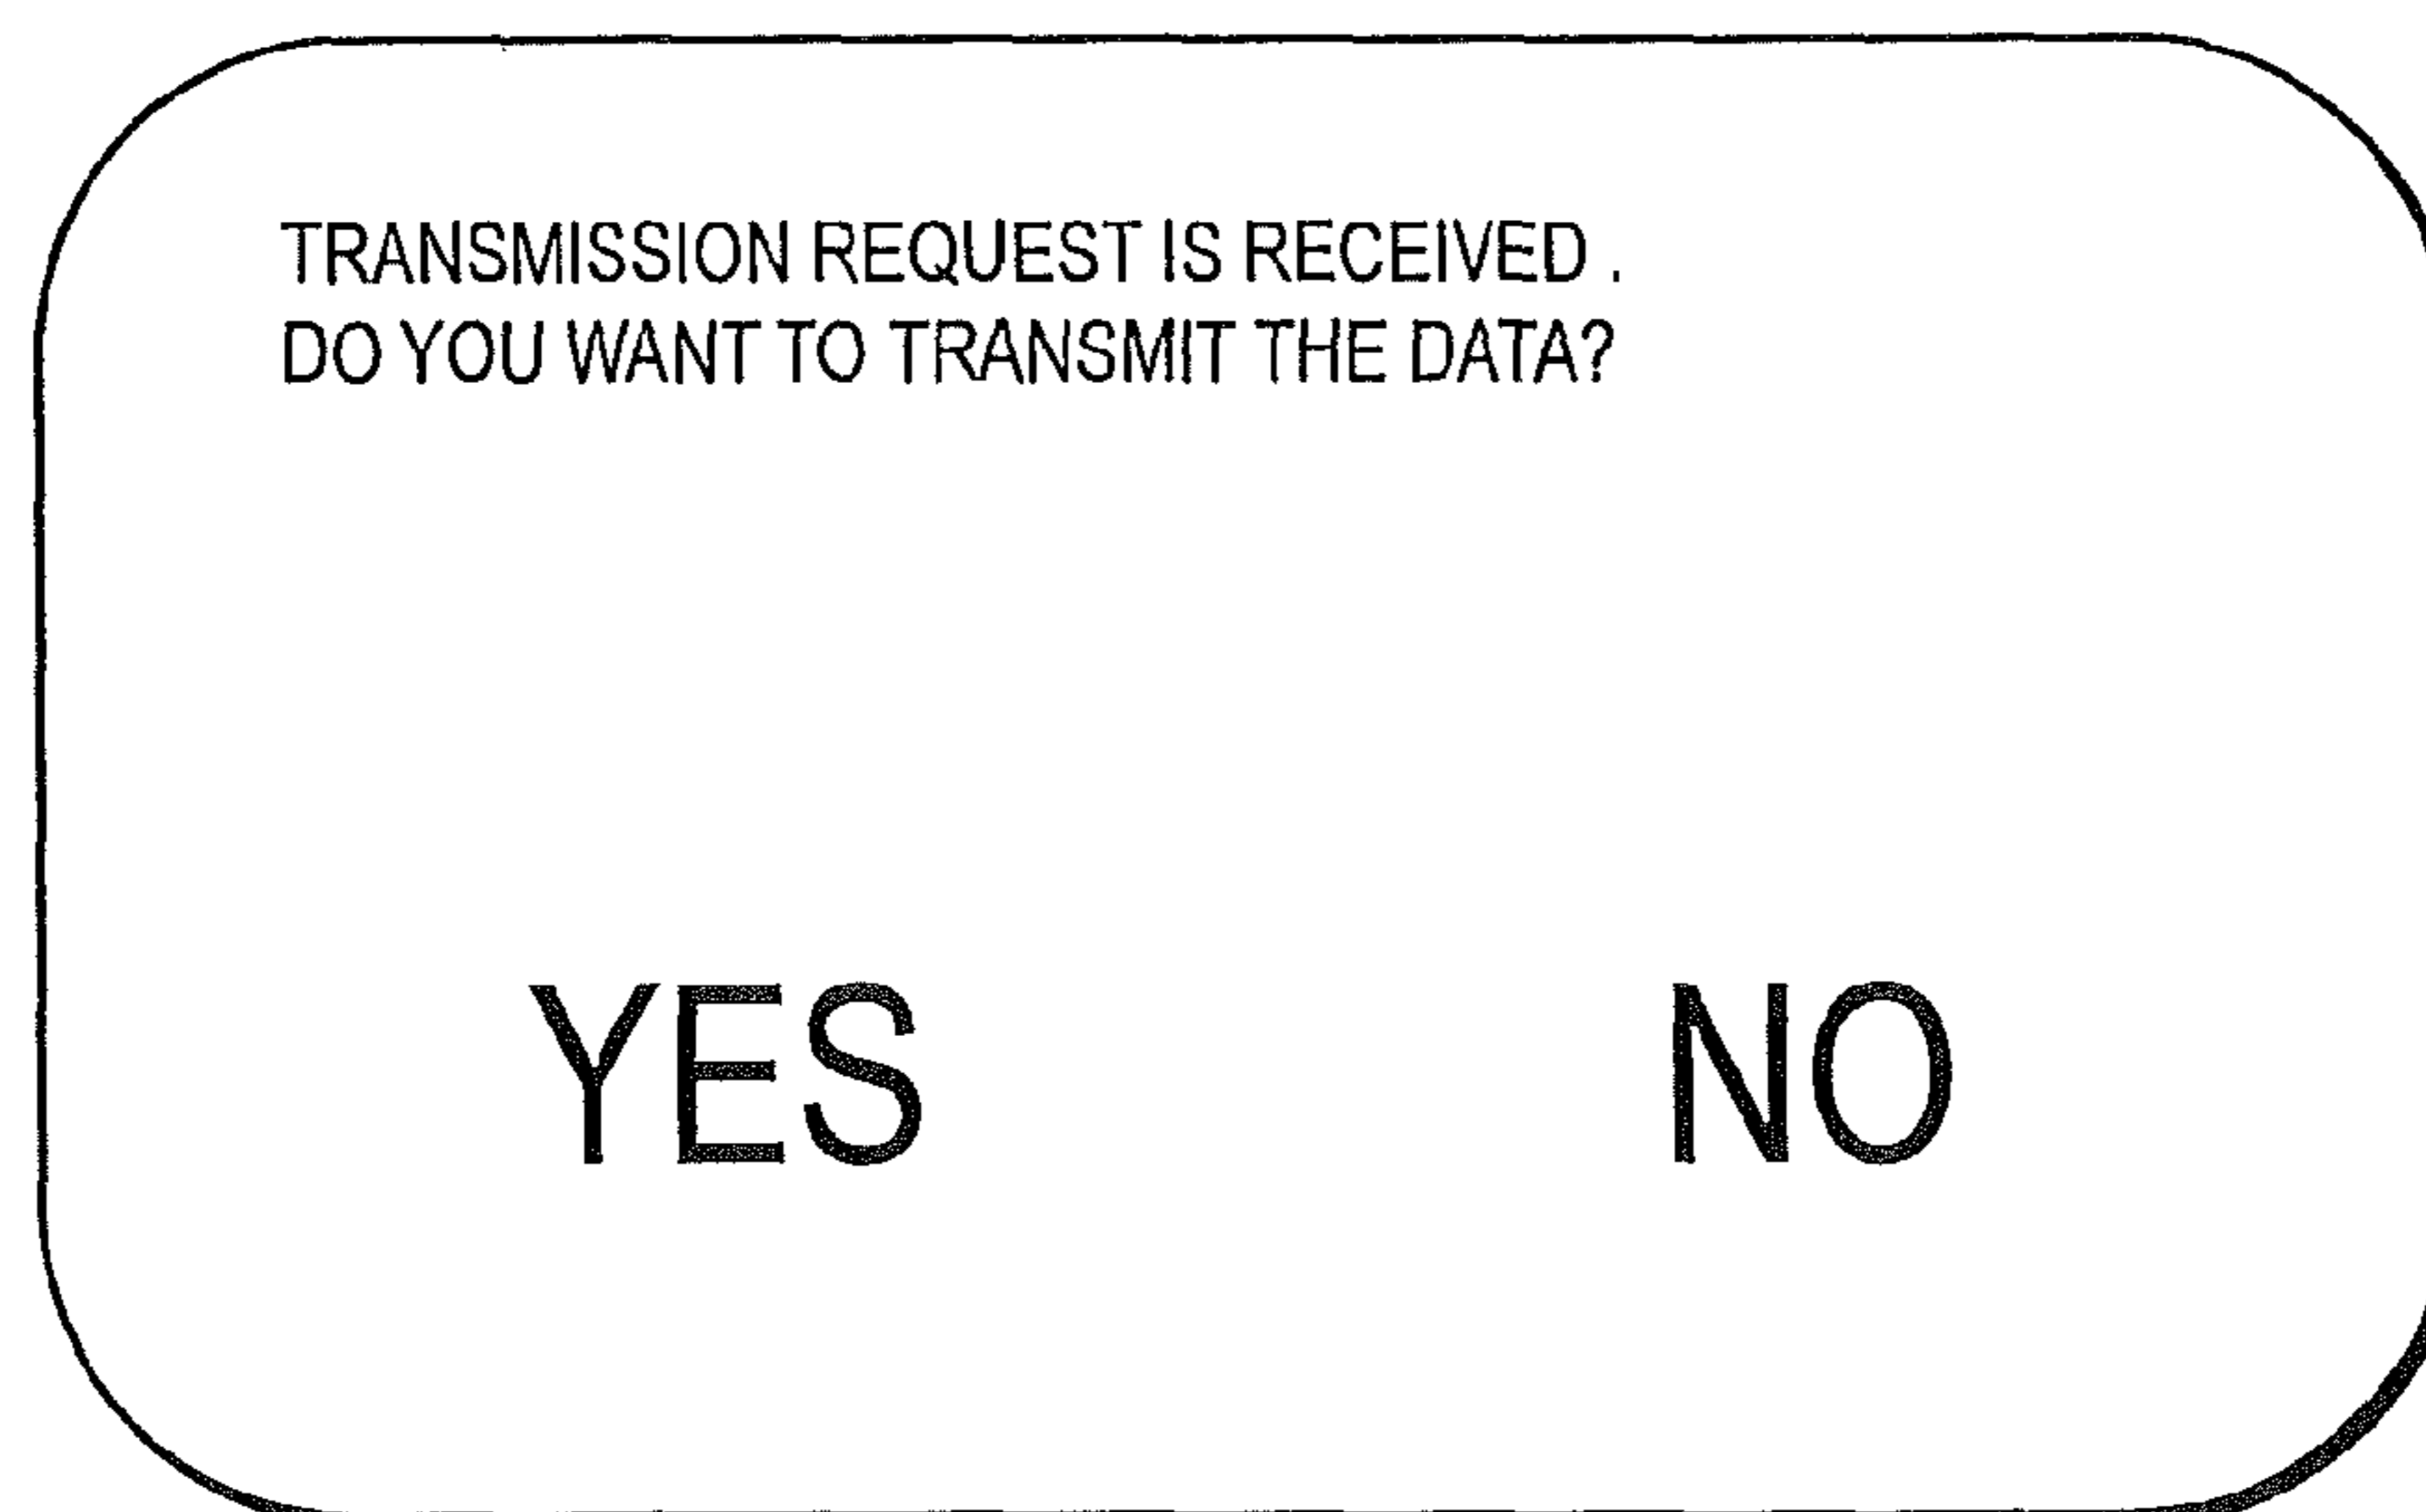 TRANSMISSION REQUEST IS RECEIVED .
DO YOU WANT TO TRANSMIT THE DATA?
YES NO